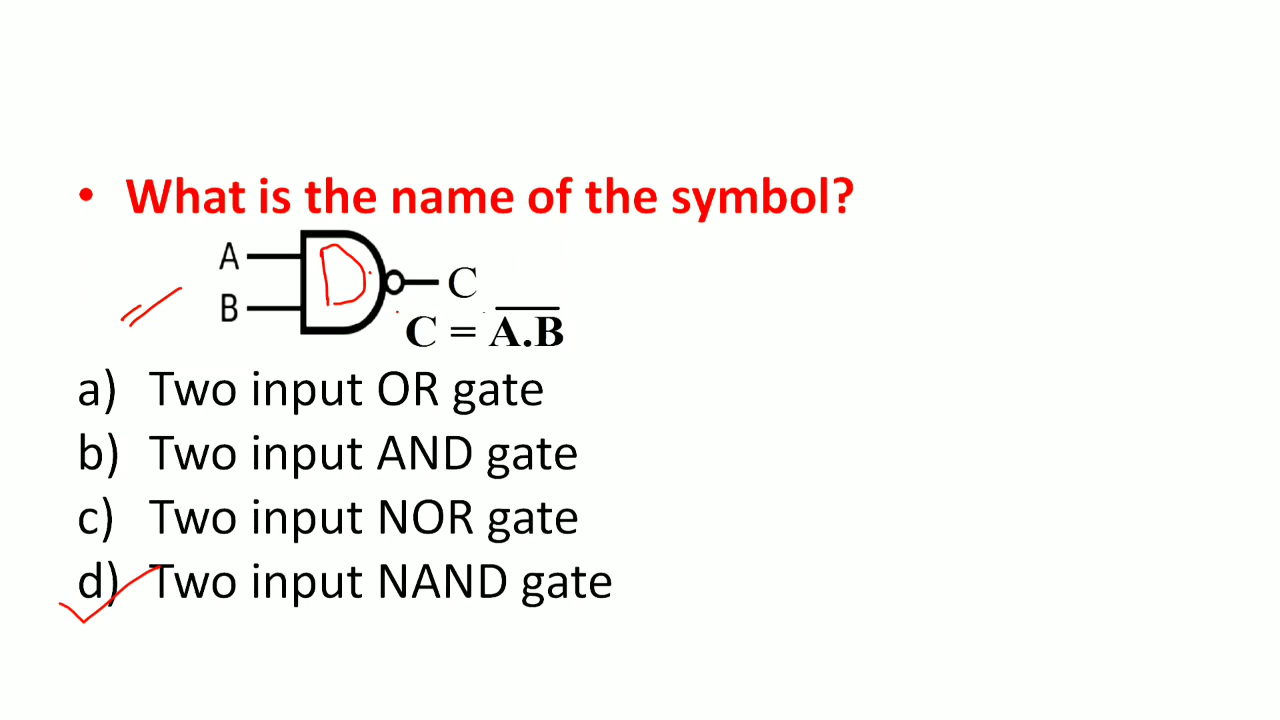 • What is the name of the symbol?
A
B
D
C
C = A̅.̅B̅
a) Two input OR gate
b) Two input AND gate
c) Two input NOR gate
d) Two input NAND gate